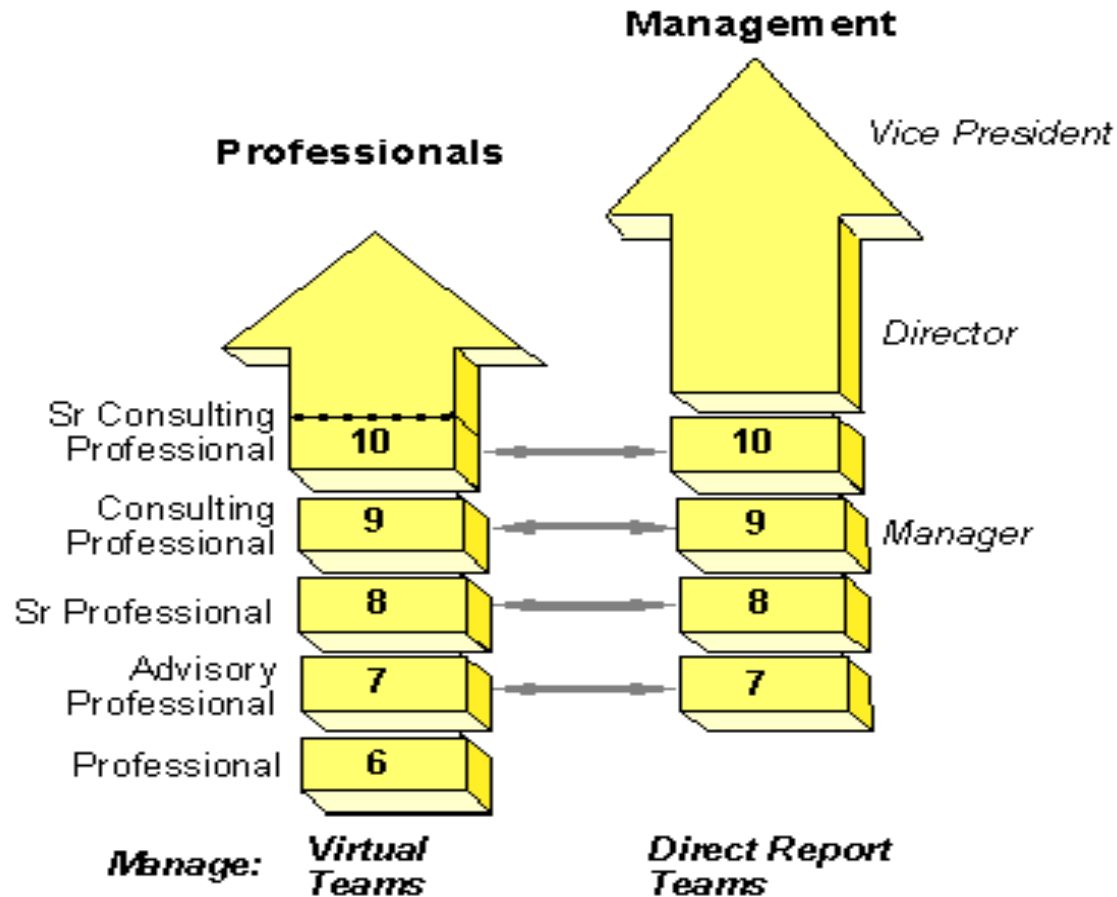 Management
Vice President
Professionals
Director
Sr Consulting
Professional
10
10
Consulting
Professional
9
9
Manager
Sr Professional
8
8
Advisory
Professional
7
7
Professional
6
Manage:
Virtual
Teams
Direct Report
Teams